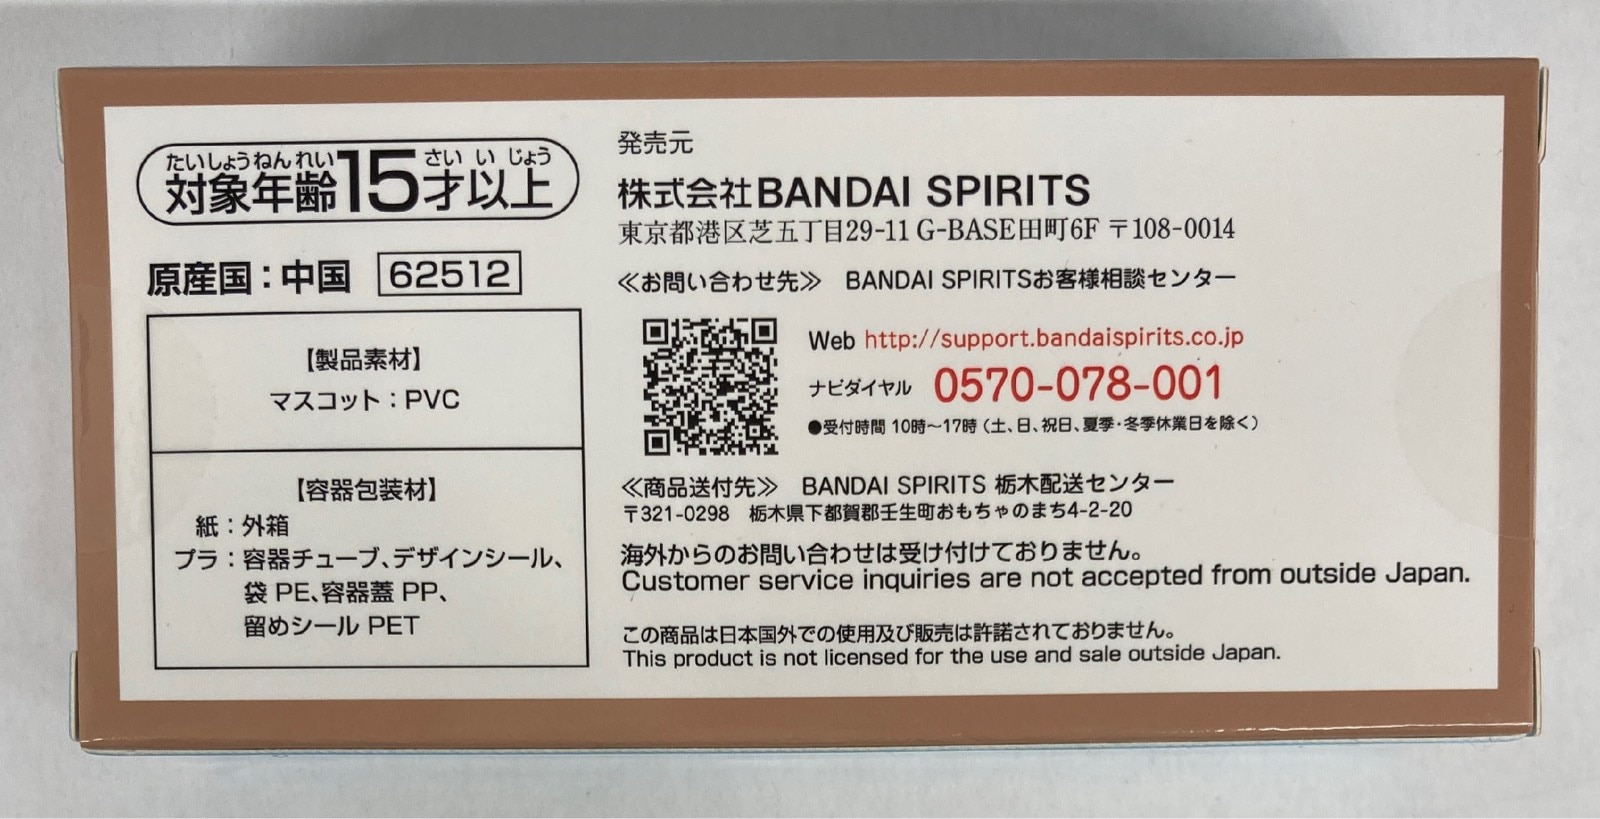 たいしょうねんれい さい い じょう
対象年齢15才以上
原産国：中国 62512
【製品素材】
マスコット：PVC
【容器包装材】
紙：外箱
プラ：容器チューブ、デザインシール、
袋 PE、容器蓋 PP、
留めシール PET
発売元
株式会社BANDAI SPIRITS
東京都港区芝五丁目29-11 G-BASE田町6F 〒108-0014
≪お問い合わせ先≫ BANDAI SPIRITSお客様相談センター
Web http://support.bandaispirits.co.jp
ナビダイヤル 0570-078-001
●受付時間 10時～17時（土、日、祝日、夏季・冬季休業日を除く）
≪商品送付先≫ BANDAI SPIRITS 栃木配送センター
〒321-0298 栃木県下都賀郡壬生町おもちゃのまち4-2-20
海外からのお問い合わせは受け付けておりません。
Customer service inquiries are not accepted from outside Japan.
この商品は日本国外での使用及び販売は許諾されておりません。
This product is not licensed for the use and sale outside Japan.